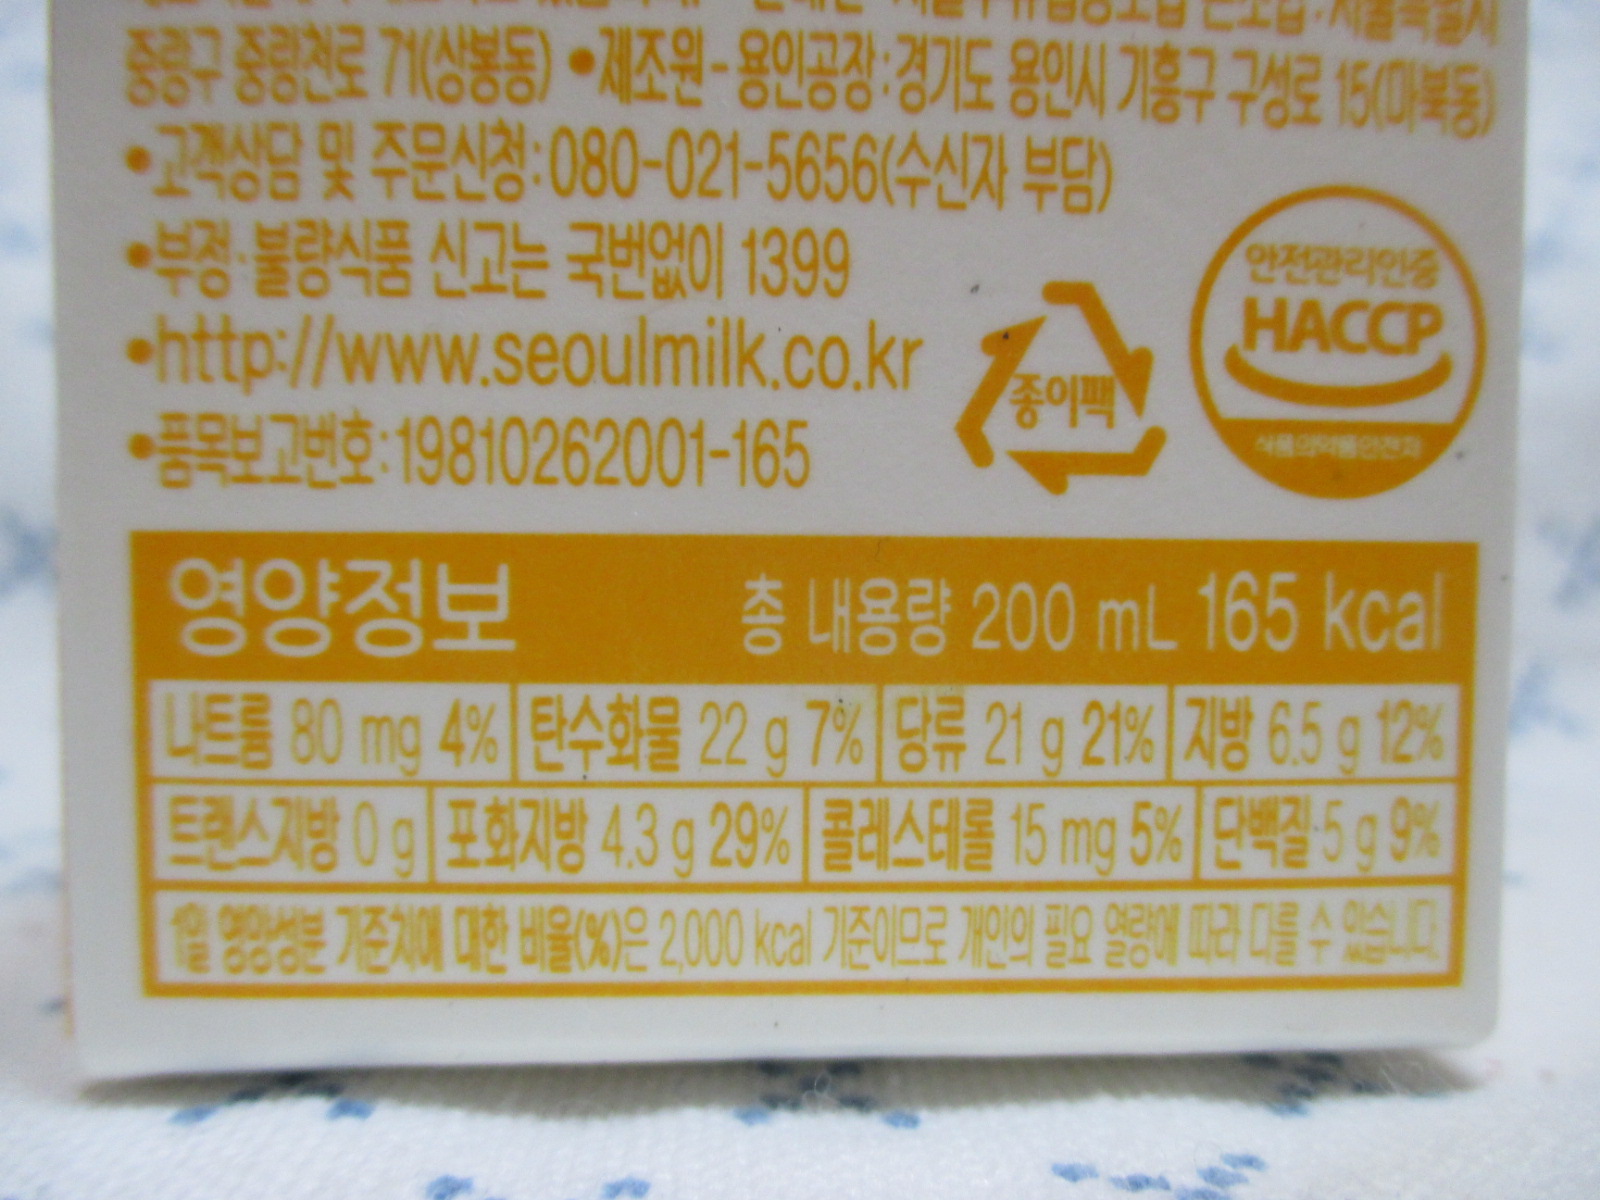 중랑구 중랑천로 71(상봉동) •제조원-용인공장:경기도 용인시 기흥구 구성로 15(마북동)
•고객상담 및 주문신청:080-021-5656(수신자 부담)
•부정·불량식품 신고는 국번없이 1399
•http://www.seoulmilk.co.kr
•품목보고번호:19810262001-165
종이팩
안전관리인증
HACCP
식품의약품안전처
영양정보 총 내용량 200 mL 165 kcal
나트륨 80 mg 4% 탄수화물 22 g 7% 당류 21 g 21% 지방 6.5 g 12%
트랜스지방 0 g 포화지방 4.3 g 29% 콜레스테롤 15 mg 5% 단백질 5 g 9%
1일 영양성분 기준치에 대한 비율(%)은 2,000 kcal 기준이므로 개인의 필요 열량에 따라 다를 수 있습니다.